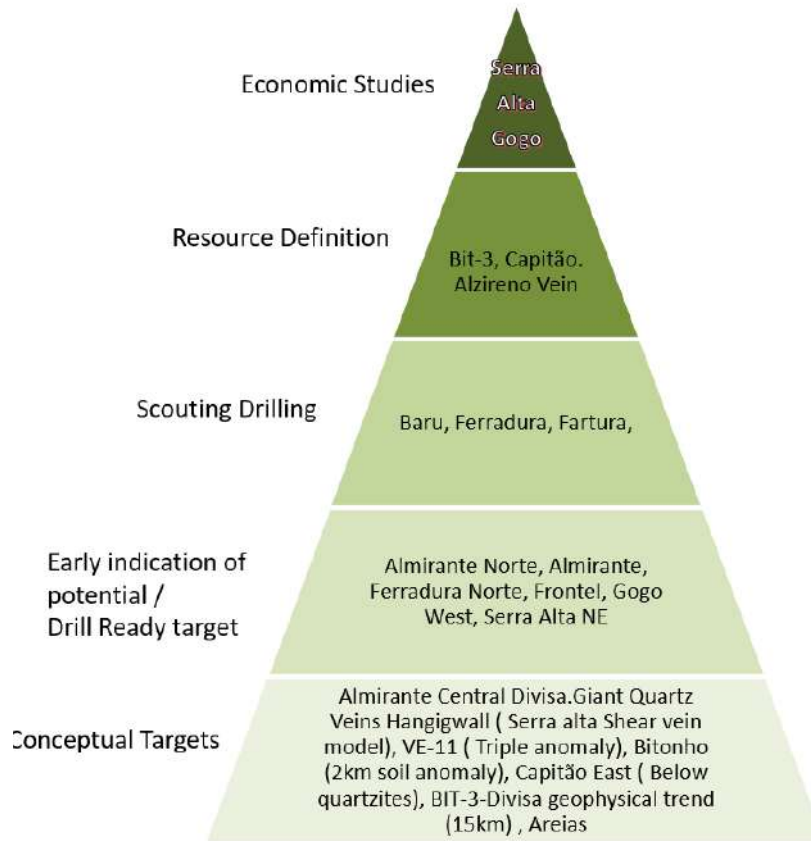 Economic Studies
Serra
Alta
Gogo
Resource Definition
Bit-3, Capitão.
Alzireno Vein
Scouting Drilling
Baru, Ferradura, Fartura,
Early indication of
potential /
Drill Ready target
Almirante Norte, Almirante,
Ferradura Norte, Frontel, Gogo
West, Serra Alta NE
Conceptual Targets
Almirante Central Divisa.Giant Quartz
Veins Hangigwall ( Serra alta Shear vein
model), VE-11 ( Triple anomaly), Bitonho
(2km soil anomaly), Capitão East ( Below
quartzites), BIT-3-Divisa geophysical trend
(15km) , Areias